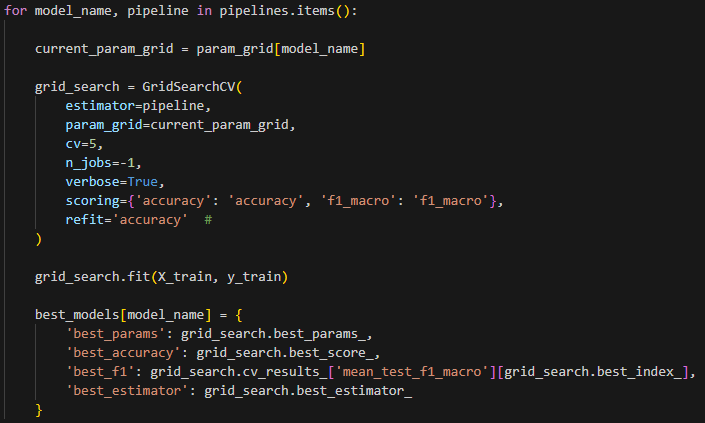 for model_name, pipeline in pipelines.items():
current_param_grid = param_grid[model_name]
grid_search = GridSearchCV(
estimator=pipeline,
param_grid=current_param_grid,
cv=5,
n_jobs=-1,
verbose=True,
scoring={'accuracy': 'accuracy', 'f1_macro': 'f1_macro'},
refit='accuracy'  #
)
grid_search.fit(X_train, y_train)
best_models[model_name] = {
'best_params': grid_search.best_params_,
'best_accuracy': grid_search.best_score_,
'best_f1': grid_search.cv_results_['mean_test_f1_macro'][grid_search.best_index_],
'best_estimator': grid_search.best_estimator_
}